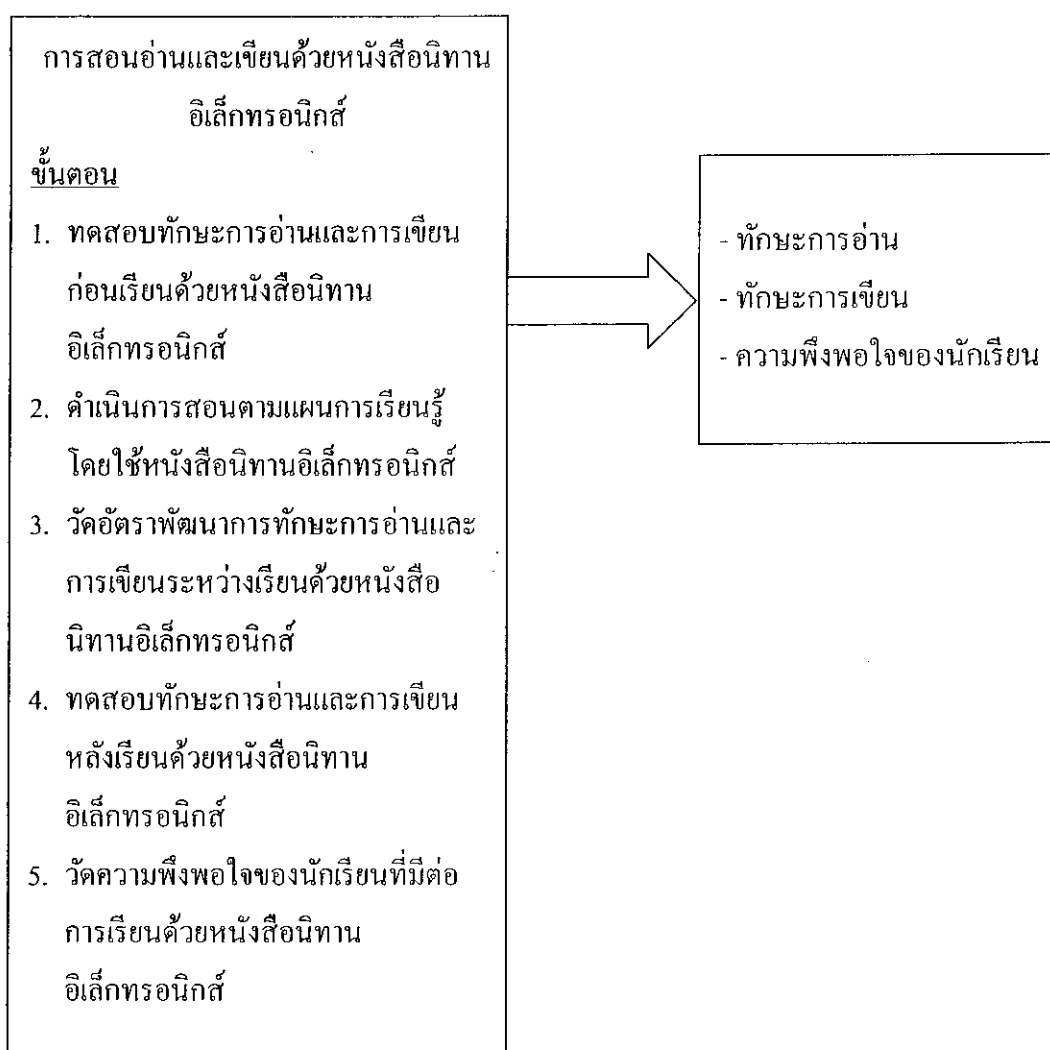 การสอนอ่านและเขียนด้วยหนังสือนิทาน
อิเล็กทรอนิกส์
ขั้นตอน
1. ทดสอบทักษะการอ่านและการเขียน
ก่อนเรียนด้วยหนังสือนิทาน
อิเล็กทรอนิกส์
2. ดำเนินการสอนตามแผนการเรียนรู้
โดยใช้หนังสือนิทานอิเล็กทรอนิกส์
3. วัดอัตราพัฒนาการทักษะการอ่านและ
การเขียนระหว่างเรียนด้วยหนังสือ
นิทานอิเล็กทรอนิกส์
4. ทดสอบทักษะการอ่านและการเขียน
หลังเรียนด้วยหนังสือนิทาน
อิเล็กทรอนิกส์
5. วัดความพึงพอใจของนักเรียนที่มีต่อ
การเรียนด้วยหนังสือนิทาน
อิเล็กทรอนิกส์
- ทักษะการอ่าน
- ทักษะการเขียน
- ความพึงพอใจของนักเรียน